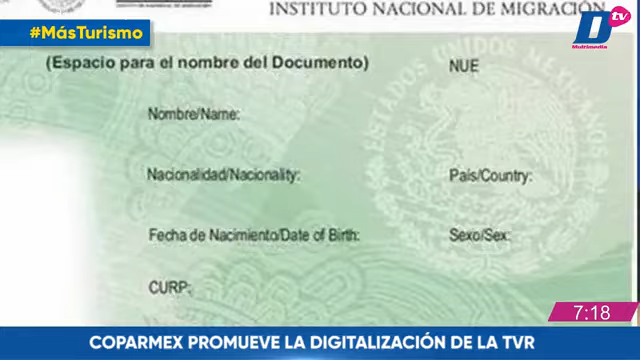 INSTITUTO NACIONAL DE MIGRACIÓN
#MásTurismo
D tv
Multimedia
(Espacio para el nombre del Documento)
NUE
ESTADOS UNIDOS MEXICANOS
Nombre/Name:
Nacionalidad/Nacionality:
País/Country:
Fecha de Nacimiento/Date of Birth:
Sexo/Sex:
CURP:
7:18
COPARMEX PROMUEVE LA DIGITALIZACIÓN DE LA TVR